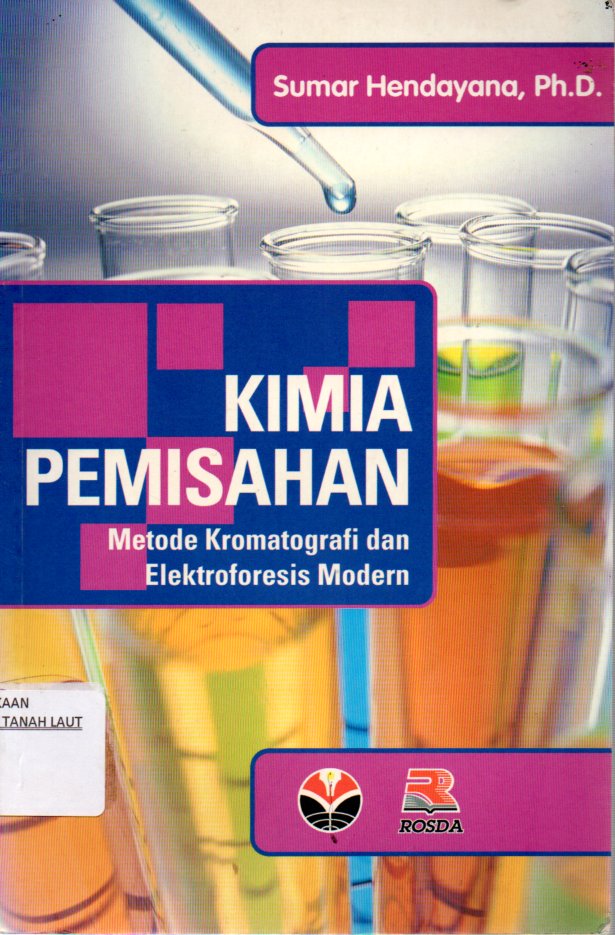 Sumar Hendayana, Ph.D.
KIMIA
PEMISAHAN
Metode Kromatografi dan
Elektroforesis Modern
KAAN
TANAH LAUT
ROSDA